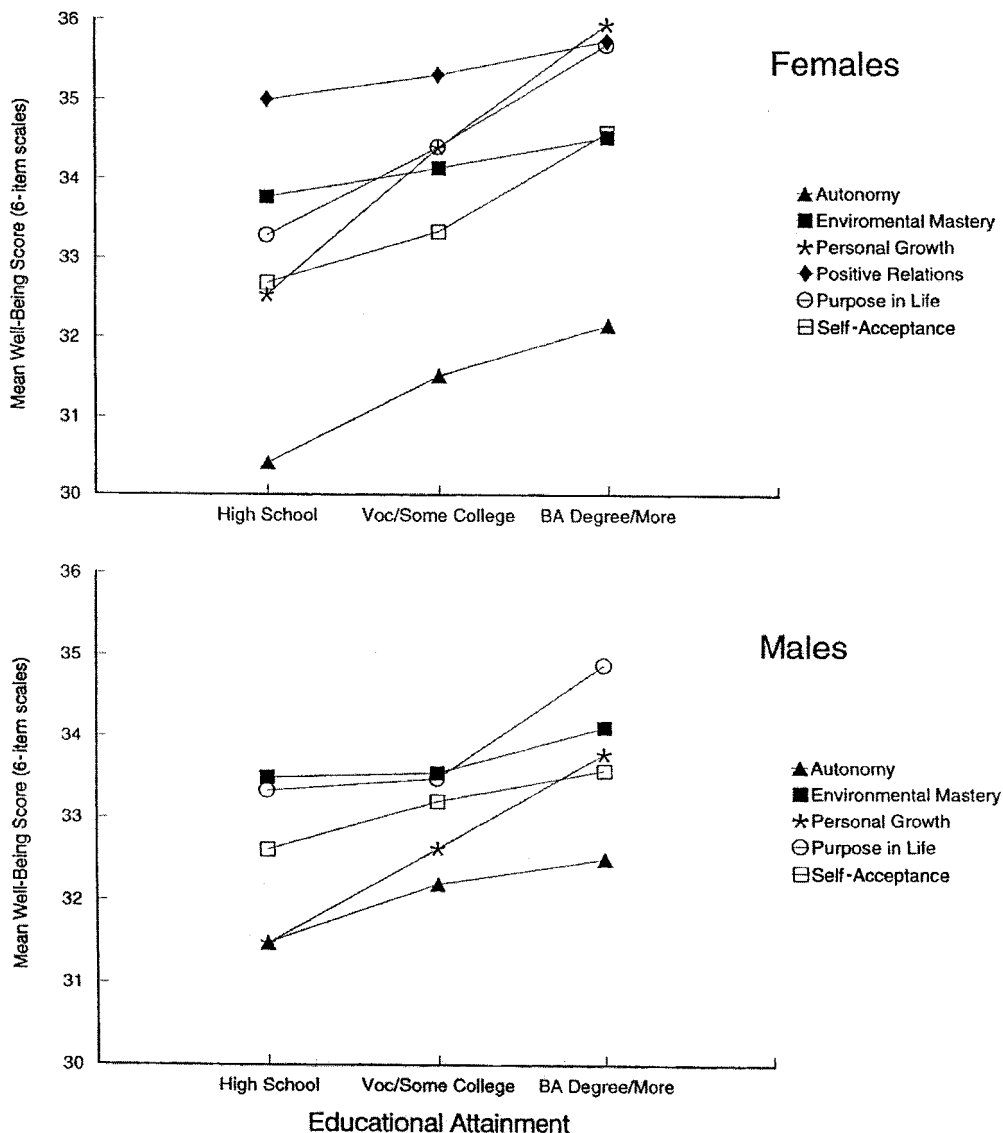 36
35
34
33
32
31
30
Mean Well-Being Score (6-item scales)
Females
Autonomy
Enviromental Mastery
Personal Growth
Positive Relations
Purpose in Life
Self-Acceptance
High School
Voc/Some College
BA Degree/More
36
35
34
33
32
31
30
Mean Well-Being Score (6-item scales)
Males
Autonomy
Environmental Mastery
Personal Growth
Purpose in Life
Self-Acceptance
High School
Voc/Some College
BA Degree/More
Educational Attainment